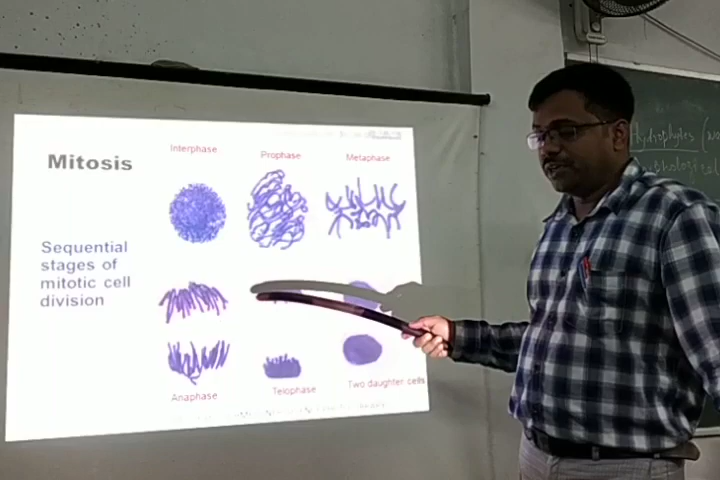 Mitosis
Interphase
Prophase
Metaphase
Sequential
stages of
mitotic cell
division
Anaphase
Telophase
Two daughter cells
Hydrophytes